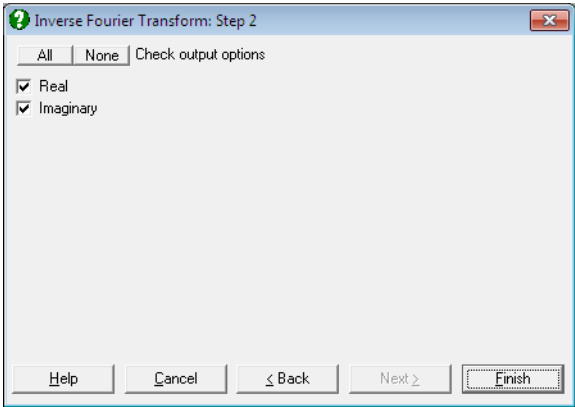 Inverse Fourier Transform: Step 2
All None Check output options
Real
Imaginary
Help Cancel < Back Next > Finish